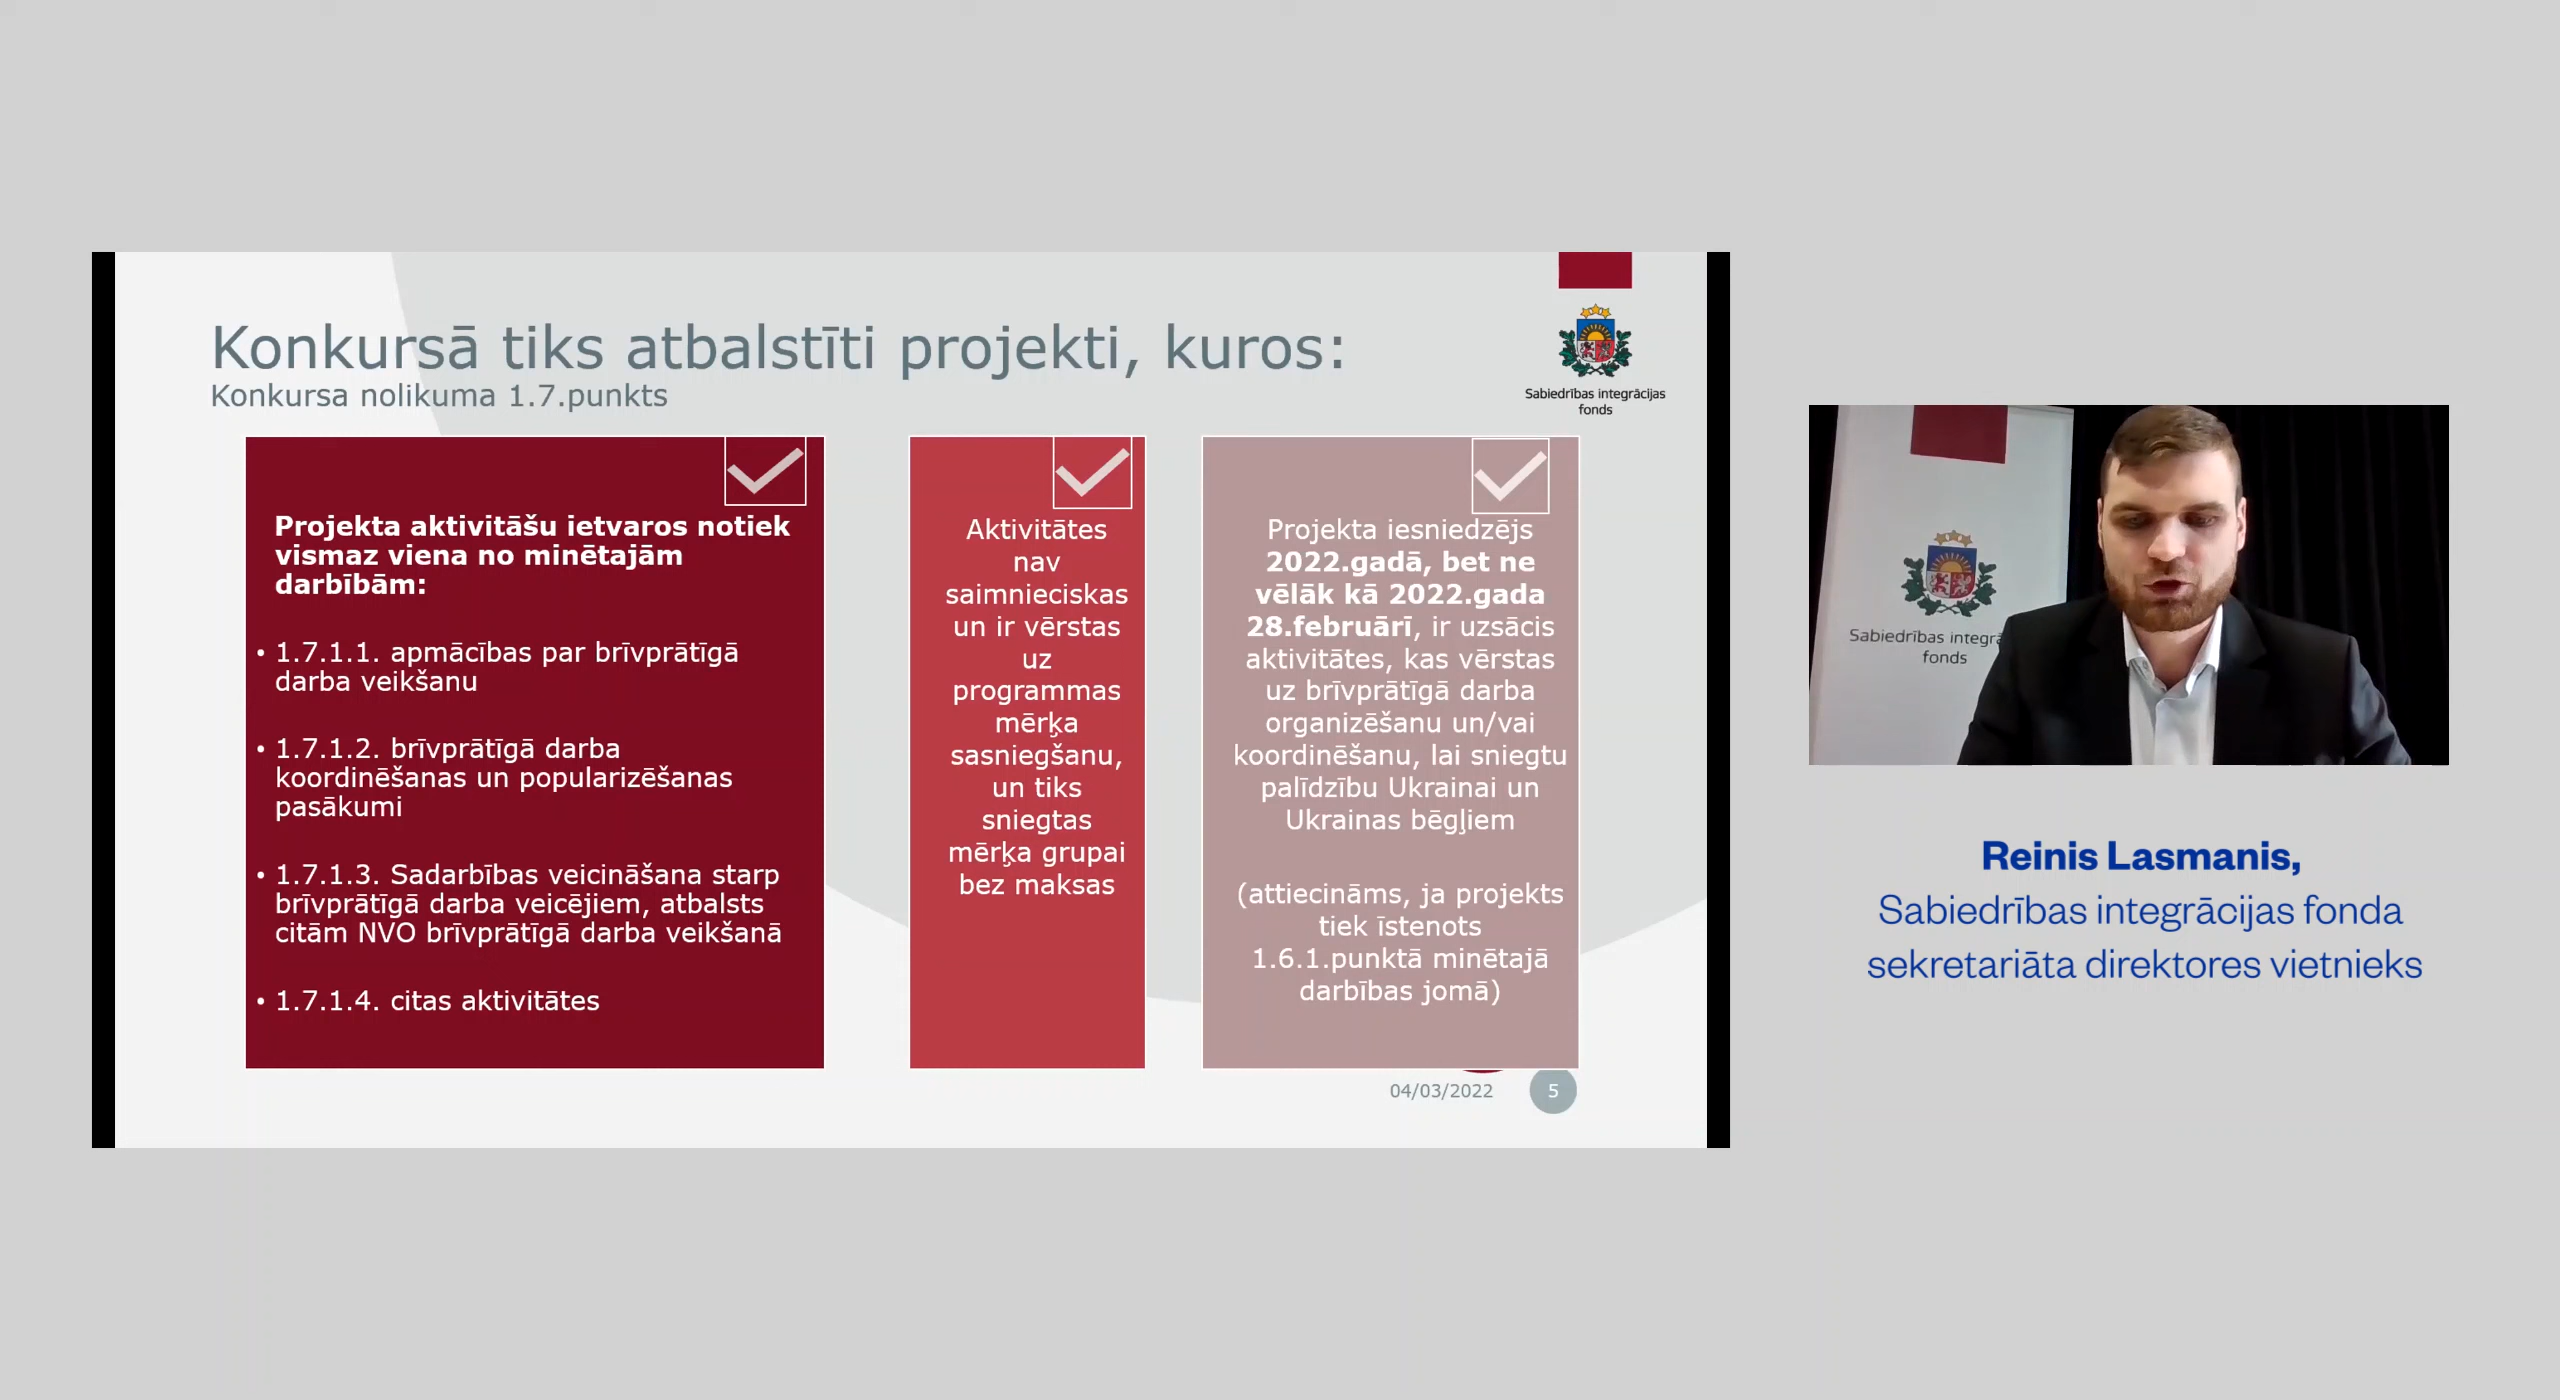 Konkursā tiks atbalstīti projekti, kuros:
Konkursa nolikuma 1.7.punkts
Sabiedrības integrācijas
fonds
Projekta aktivitāšu ietvaros notiek
vismaz viena no minētajām
darbībām:
• 1.7.1.1. apmācības par brīvprātīgā
darba veikšanu
• 1.7.1.2. brīvprātīgā darba
koordinēšanas un popularizēšanas
pasākumi
• 1.7.1.3. Sadarbības veicināšana starp
brīvprātīgā darba veicējiem, atbalsts
citām NVO brīvprātīgā darba veikšanā
• 1.7.1.4. citas aktivitātes
Aktivitātes
nav
saimnieciskas
un ir vērstas
uz
programmas
mērķa
sasniegšanu,
un tiks
sniegtas
mērķa grupai
bez maksas
Projekta iesniedzējs
2022.gadā, bet ne
vēlāk kā 2022.gada
28.februārī, ir uzsācis
aktivitātes, kas vērstas
uz brīvprātīgā darba
organizēšanu un/vai
koordinēšanu, lai sniegtu
palīdzību Ukrainai un
Ukrainas bēgļiem
(attiecināms, ja projekts
tiek īstenots
1.6.1.punktā minētajā
darbības jomā)
04/03/2022
5
Sabiedrības integrā
fonds
Reinis Lasmanis,
Sabiedrības integrācijas fonda
sekretariāta direktores vietnieks